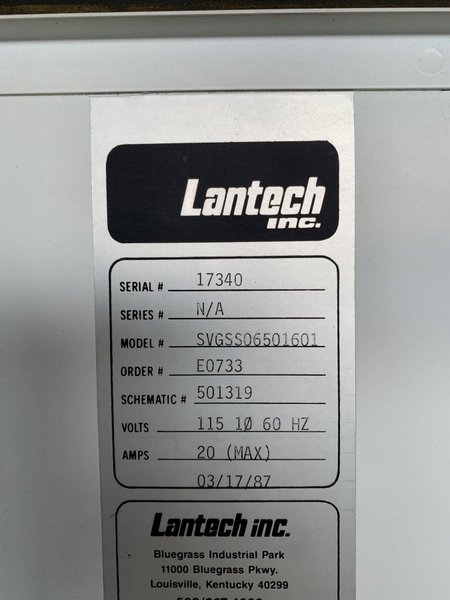 Lantech
inc.
SERIAL # 17340
SERIES # N/A
MODEL # SVGSS06501601
ORDER # E0733
SCHEMATIC # 501319
VOLTS 115 1Ø 60 HZ
AMPS 20 (MAX)
03/17/87
Lantech inc.
Bluegrass Industrial Park
11000 Bluegrass Pkwy.
Louisville, Kentucky 40299